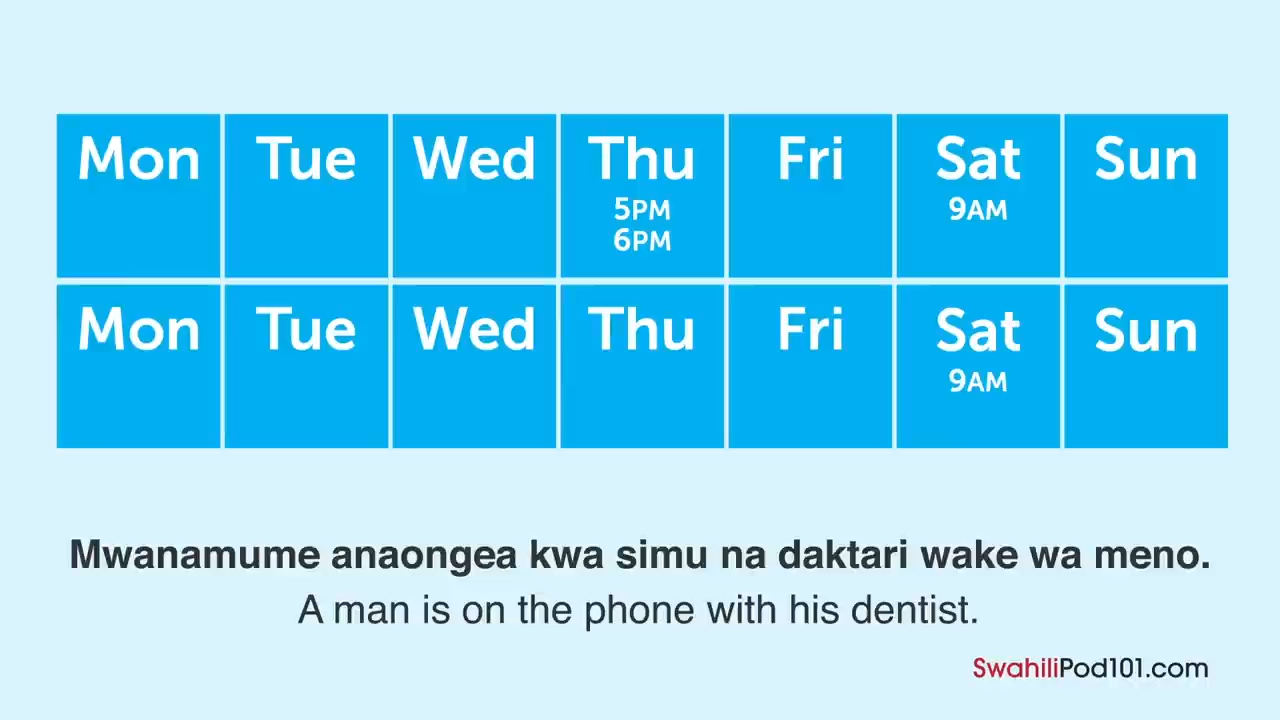 Mon Tue Wed Thu Fri Sat Sun
5PM 9AM
6PM
Mon Tue Wed Thu Fri Sat Sun
9AM
Mwanamume anaongea kwa simu na daktari wake wa meno.
A man is on the phone with his dentist.
SwahiliPod101.com